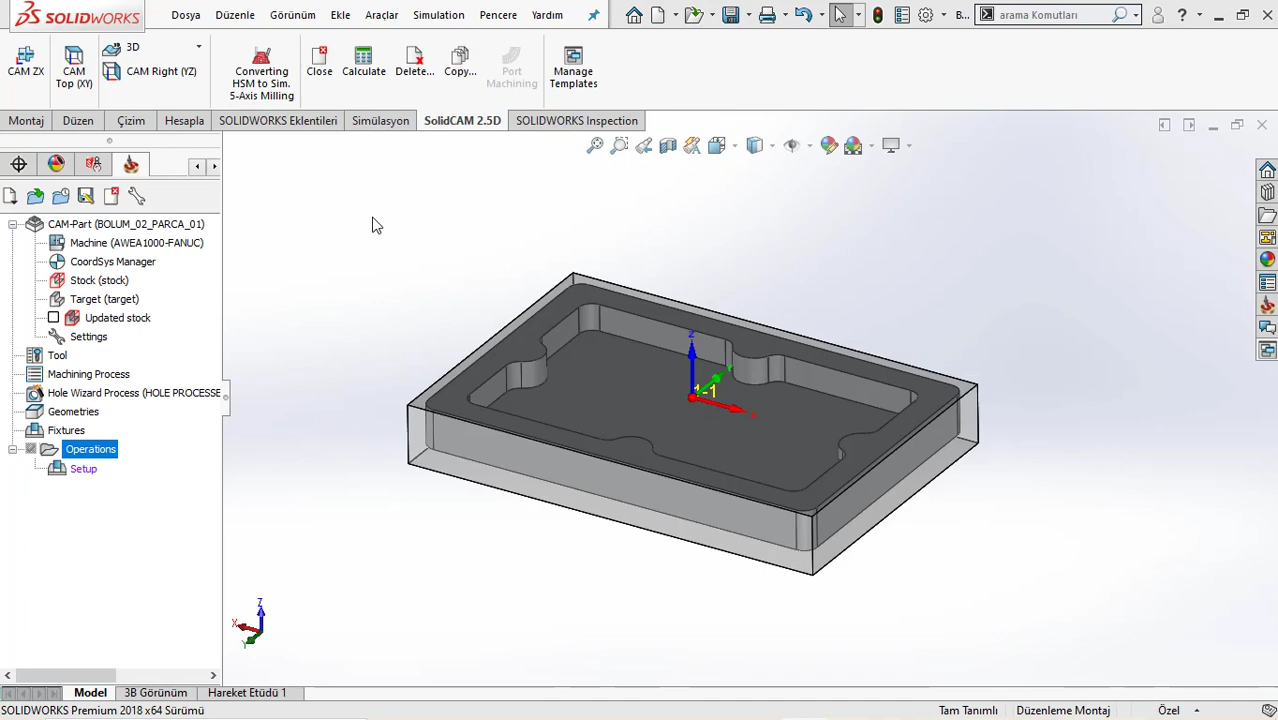 SOLIDWORKS
Dosya
Düzenle
Görünüm
Ekle
Araçlar
Simulation
Pencere
Yardım
B...
arama Komutları
?
CAM ZX
CAM
Top (XY)
3D
CAM Right (YZ)
Converting
HSM to Sim.
5-Axis Milling
Close
Calculate
Delete...
Copy...
Port
Machining
Manage
Templates
Montaj
Düzen
Çizim
Hesapla
SOLIDWORKS Eklentileri
Simülasyon
SolidCAM 2.5D
SOLIDWORKS Inspection
CAM-Part (BOLUM_02_PARCA_01)
Machine (AWEA1000-FANUC)
CoordSys Manager
Stock (stock)
Target (target)
Updated stock
Settings
Tool
Machining Process
Hole Wizard Process (HOLE PROCESSE
Geometries
Fixtures
Operations
Setup
Z
1-1
X
Z
X
Y
Model
3B Görünüm
Hareket Etüdü 1
SOLIDWORKS Premium 2018 x64 Sürümü
Tam Tanımlı
Düzenleme Montaj
Özel